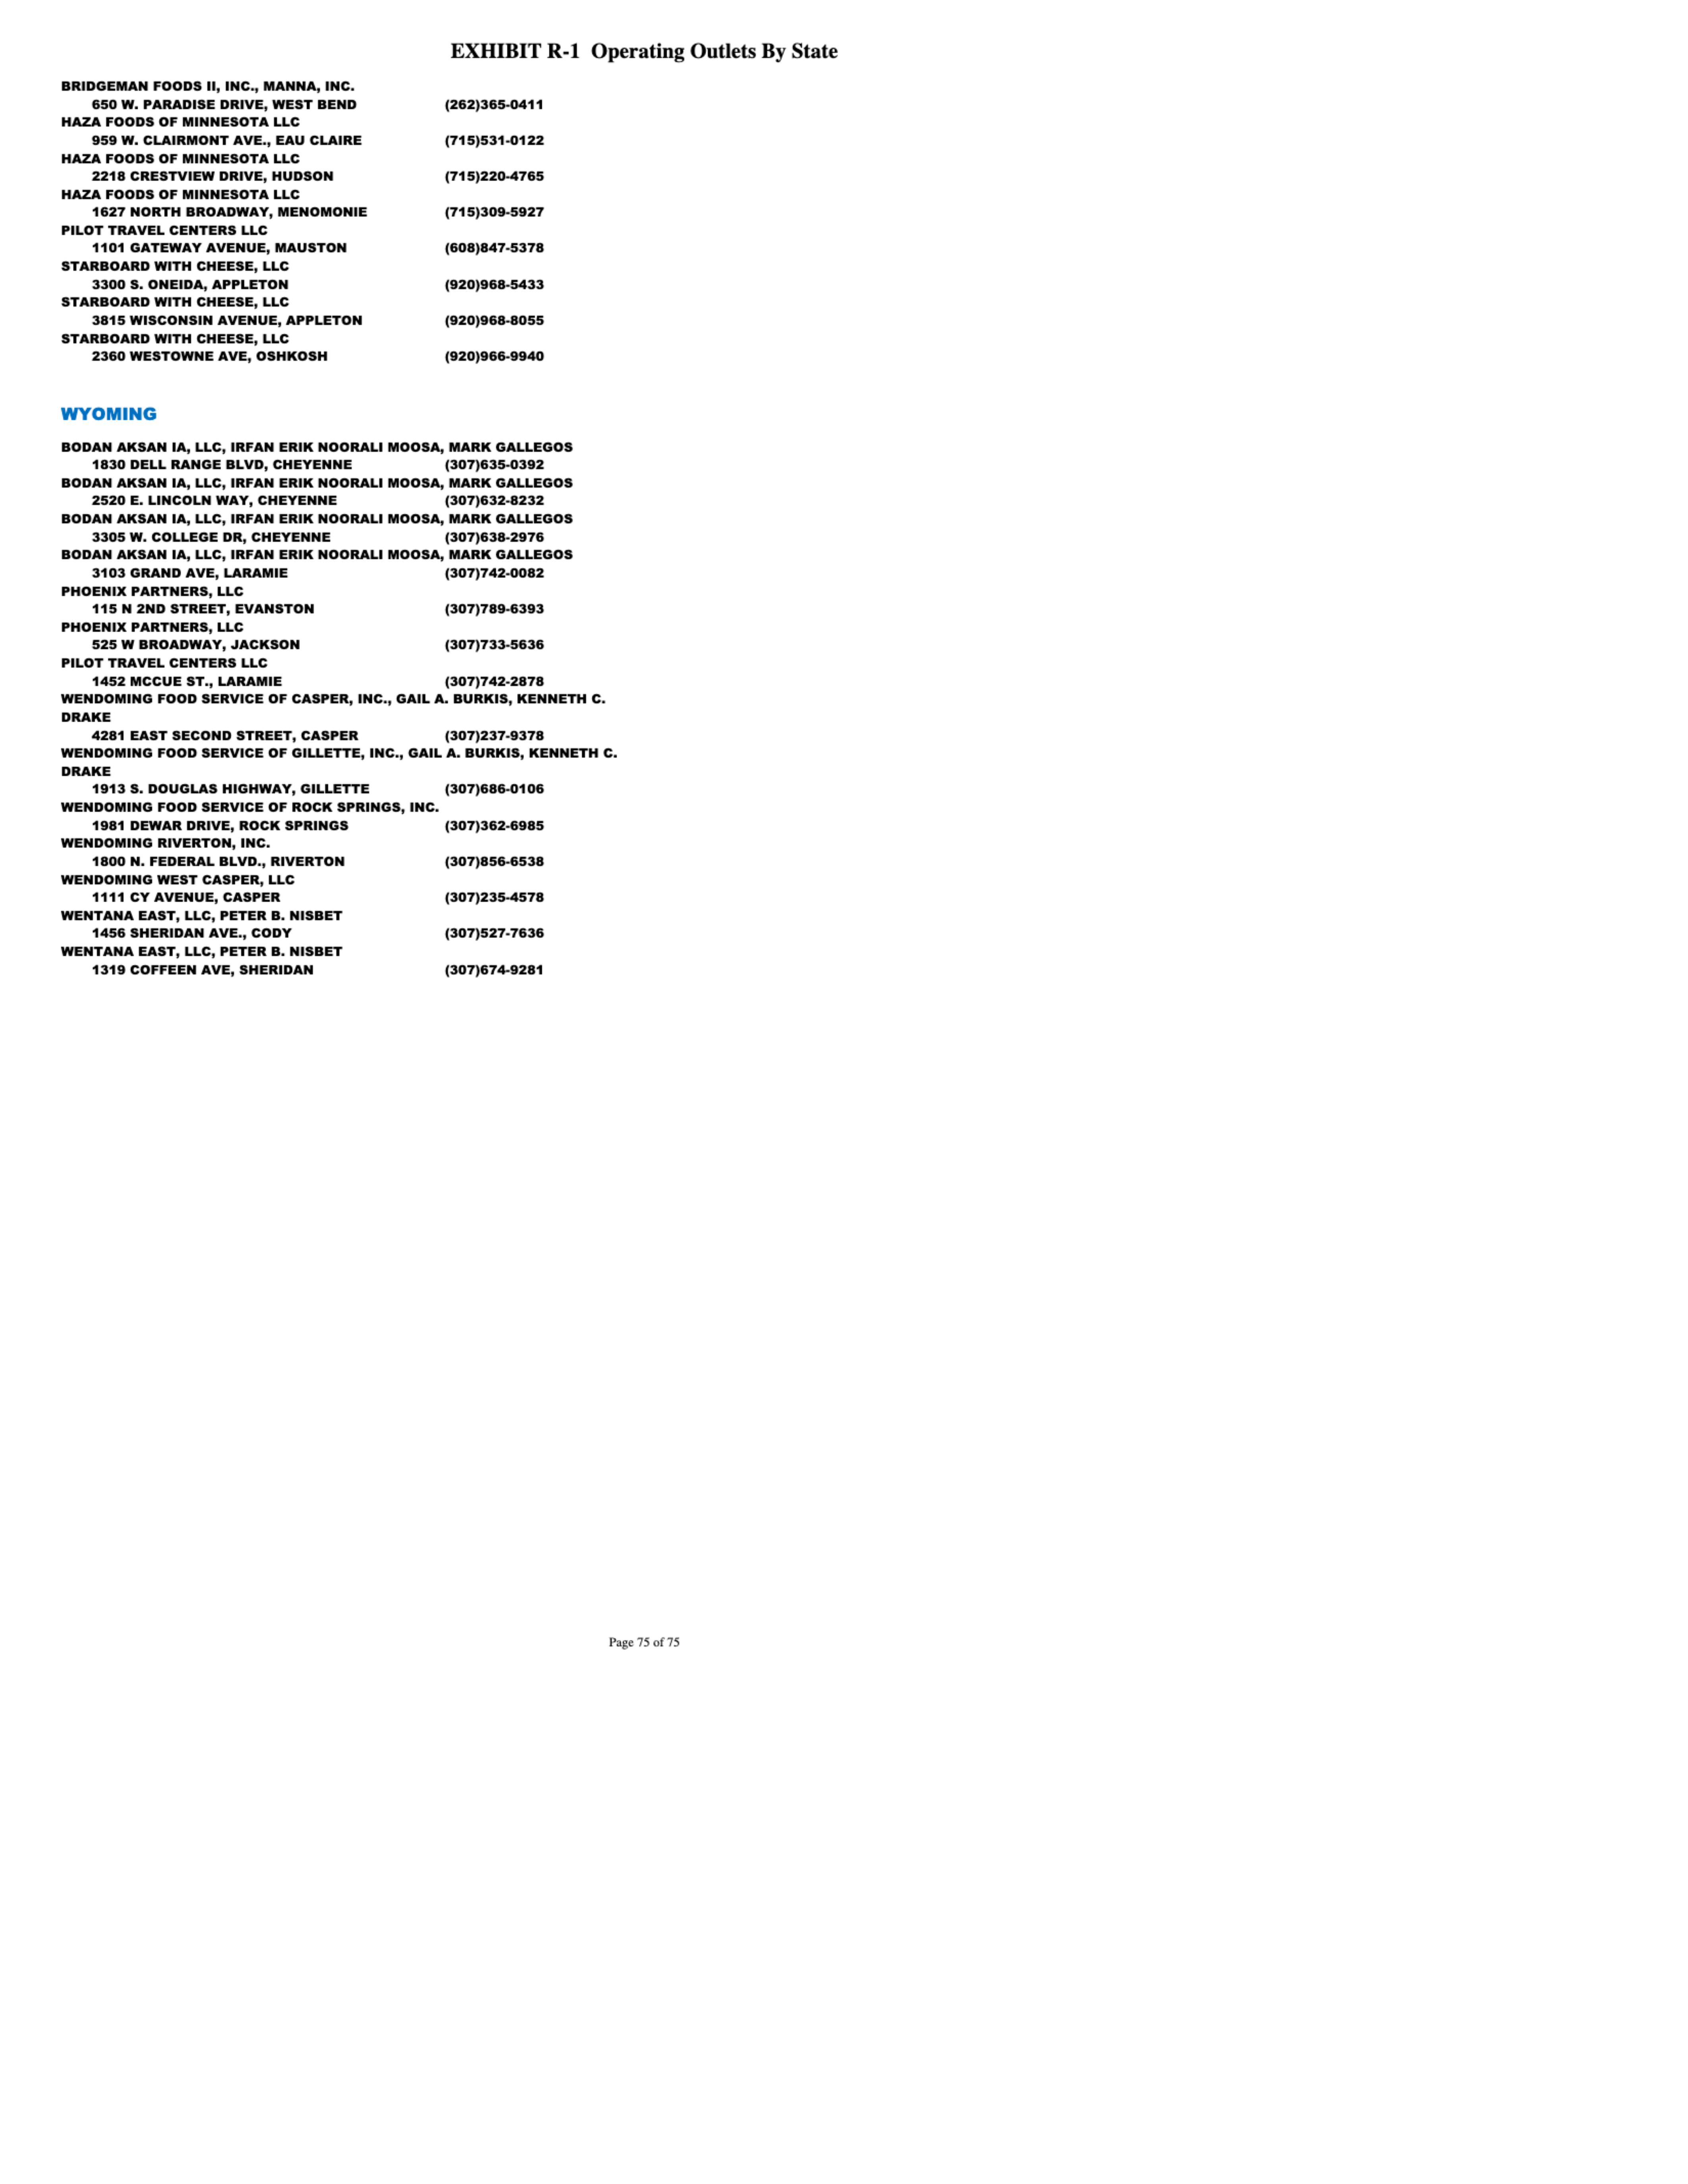 EXHIBIT R-1 Operating Outlets By State
BRIDGEMAN FOODS II, INC., MANNA, INC.
650 W. PARADISE DRIVE, WEST BEND (262)365-0411
HAZA FOODS OF MINNESOTA LLC
959 W. CLAIRMONT AVE., EAU CLAIRE (715)531-0122
HAZA FOODS OF MINNESOTA LLC
2218 CRESTVIEW DRIVE, HUDSON (715)220-4765
HAZA FOODS OF MINNESOTA LLC
1627 NORTH BROADWAY, MENOMONIE (715)309-5927
PILOT TRAVEL CENTERS LLC
1101 GATEWAY AVENUE, MAUSTON (608)847-5378
STARBOARD WITH CHEESE, LLC
3300 S. ONEIDA, APPLETON (920)968-5433
STARBOARD WITH CHEESE, LLC
3815 WISCONSIN AVENUE, APPLETON (920)968-8055
STARBOARD WITH CHEESE, LLC
2360 WESTOWNE AVE, OSHKOSH (920)966-9940
WYOMING
BODAN AKSAN IA, LLC, IRFAN ERIK NOORALI MOOSA, MARK GALLEGOS
1830 DELL RANGE BLVD, CHEYENNE (307)635-0392
BODAN AKSAN IA, LLC, IRFAN ERIK NOORALI MOOSA, MARK GALLEGOS
2520 E. LINCOLN WAY, CHEYENNE (307)632-8232
BODAN AKSAN IA, LLC, IRFAN ERIK NOORALI MOOSA, MARK GALLEGOS
3305 W. COLLEGE DR, CHEYENNE (307)638-2976
BODAN AKSAN IA, LLC, IRFAN ERIK NOORALI MOOSA, MARK GALLEGOS
3103 GRAND AVE, LARAMIE (307)742-0082
PHOENIX PARTNERS, LLC
115 N 2ND STREET, EVANSTON (307)789-6393
PHOENIX PARTNERS, LLC
525 W BROADWAY, JACKSON (307)733-5636
PILOT TRAVEL CENTERS LLC
1452 MCCUE ST., LARAMIE (307)742-2878
WENDOMING FOOD SERVICE OF CASPER, INC., GAIL A. BURKIS, KENNETH C.
DRAKE
4281 EAST SECOND STREET, CASPER (307)237-9378
WENDOMING FOOD SERVICE OF GILLETTE, INC., GAIL A. BURKIS, KENNETH C.
DRAKE
1913 S. DOUGLAS HIGHWAY, GILLETTE (307)686-0106
WENDOMING FOOD SERVICE OF ROCK SPRINGS, INC.
1981 DEWAR DRIVE, ROCK SPRINGS (307)362-6985
WENDOMING RIVERTON, INC.
1800 N. FEDERAL BLVD., RIVERTON (307)856-6538
WENDOMING WEST CASPER, LLC
1111 CY AVENUE, CASPER (307)235-4578
WENTANA EAST, LLC, PETER B. NISBET
1456 SHERIDAN AVE., CODY (307)527-7636
WENTANA EAST, LLC, PETER B. NISBET
1319 COFFEEN AVE, SHERIDAN (307)674-9281
Page 75 of 75